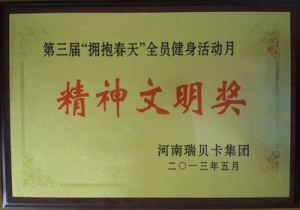 第三届“拥抱春天”全员健身活动月
精神文明奖
河南瑞贝卡集团
二〇一三年五月